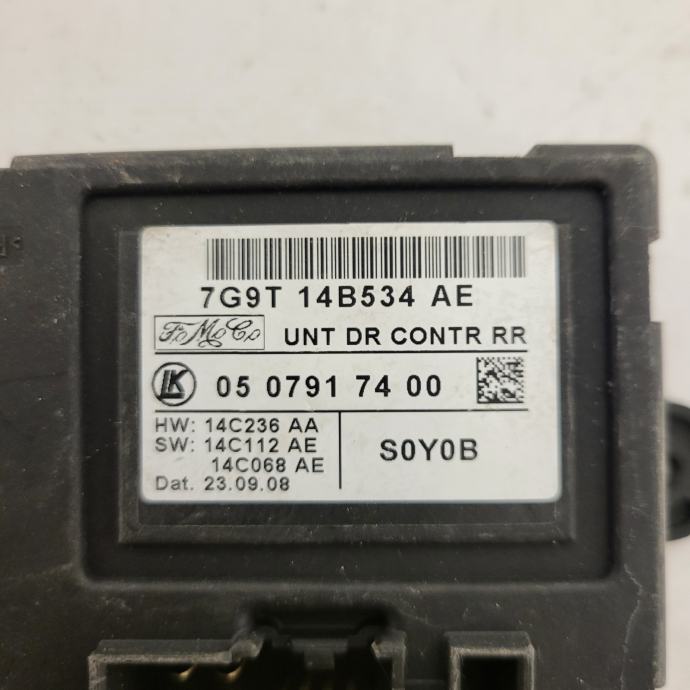 7G9T 14B534 AE
FoMoCo UNT DR CONTR RR
LK 05 0791 74 00
HW: 14C236 AA
SW: 14C112 AE
14C068 AE
Dat. 23.09.08
S0Y0B